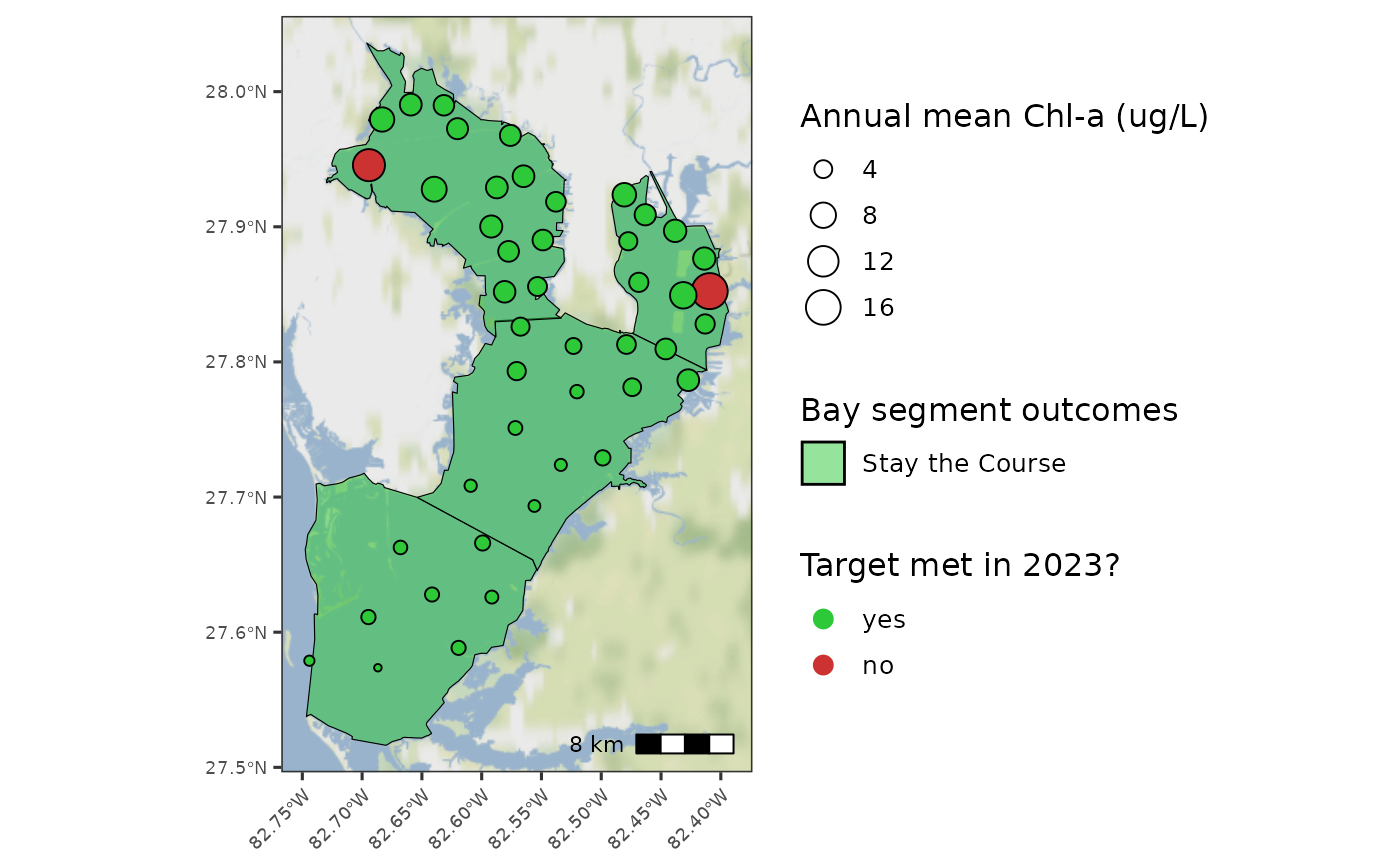 28.0°N
27.9°N
27.8°N
27.7°N
27.6°N
27.5°N
8 km
82.75°W
82.70°W
82.65°W
82.60°W
82.55°W
82.50°W
82.45°W
82.40°W
Annual mean Chl-a (ug/L)
4
8
12
16
Bay segment outcomes
Stay the Course
Target met in 2023?
yes
no